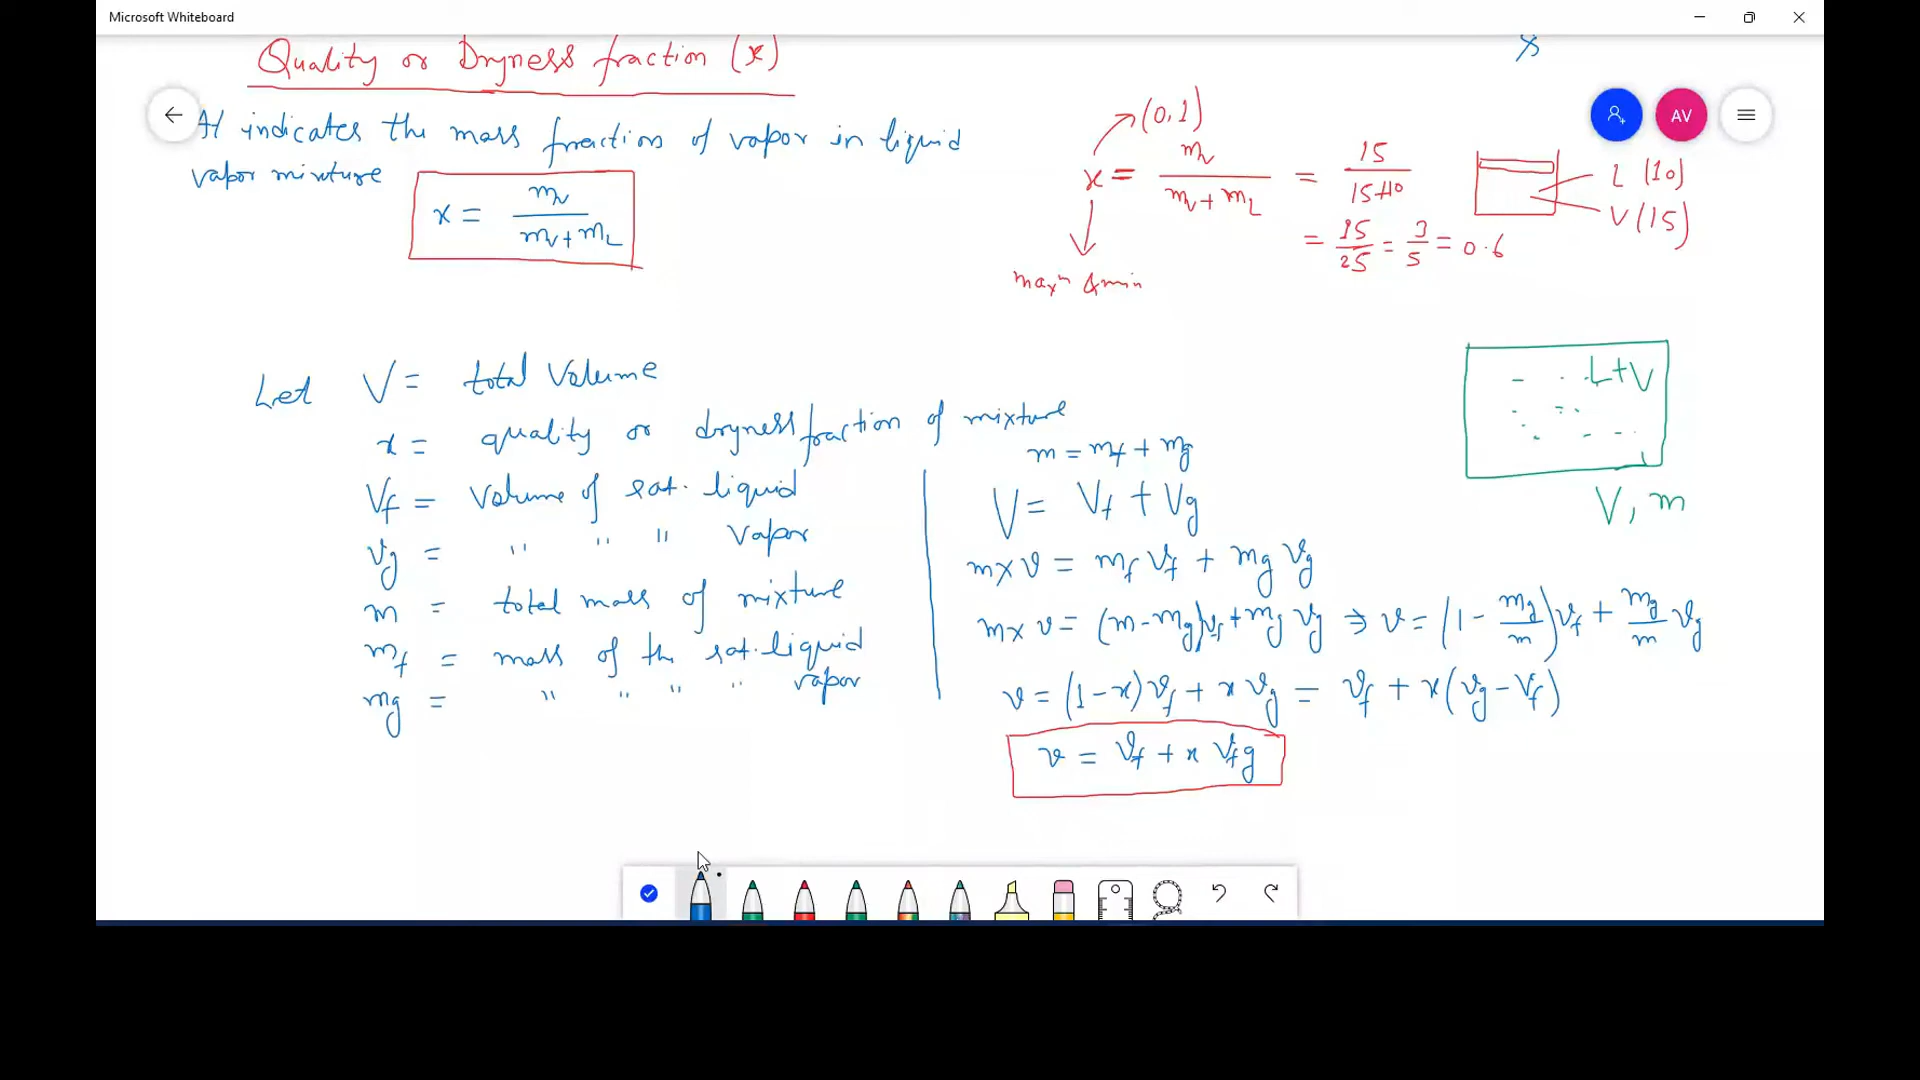 Microsoft Whiteboard
Quality or Dryness fraction (x)
It indicates the mass fraction of vapor in liquid
vapor mixture
x = mv / (mv + mL)
(0,1)
x = mv / (mv + mL) = 15 / (15+10)
= 15/25 = 3/5 = 0.6
maxm & min
L (10)
V (15)
AV
Let V = total Volume
x = quality or dryness fraction of mixture
Vf = Volume of sat. liquid
Vg = " " " vapor
m = total mass of mixture
mf = mass of the sat. liquid
mg = " " " " vapor
m = mf + mg
V = Vf + Vg
m×v = mf vf + mg vg
m×v = (m - mg)vf + mg vg ⇒ v = (1 - mg/m)vf + mg/m vg
v = (1-x)vf + x vg = vf + x(vg - vf)
v = vf + x vfg
L+V
V, m